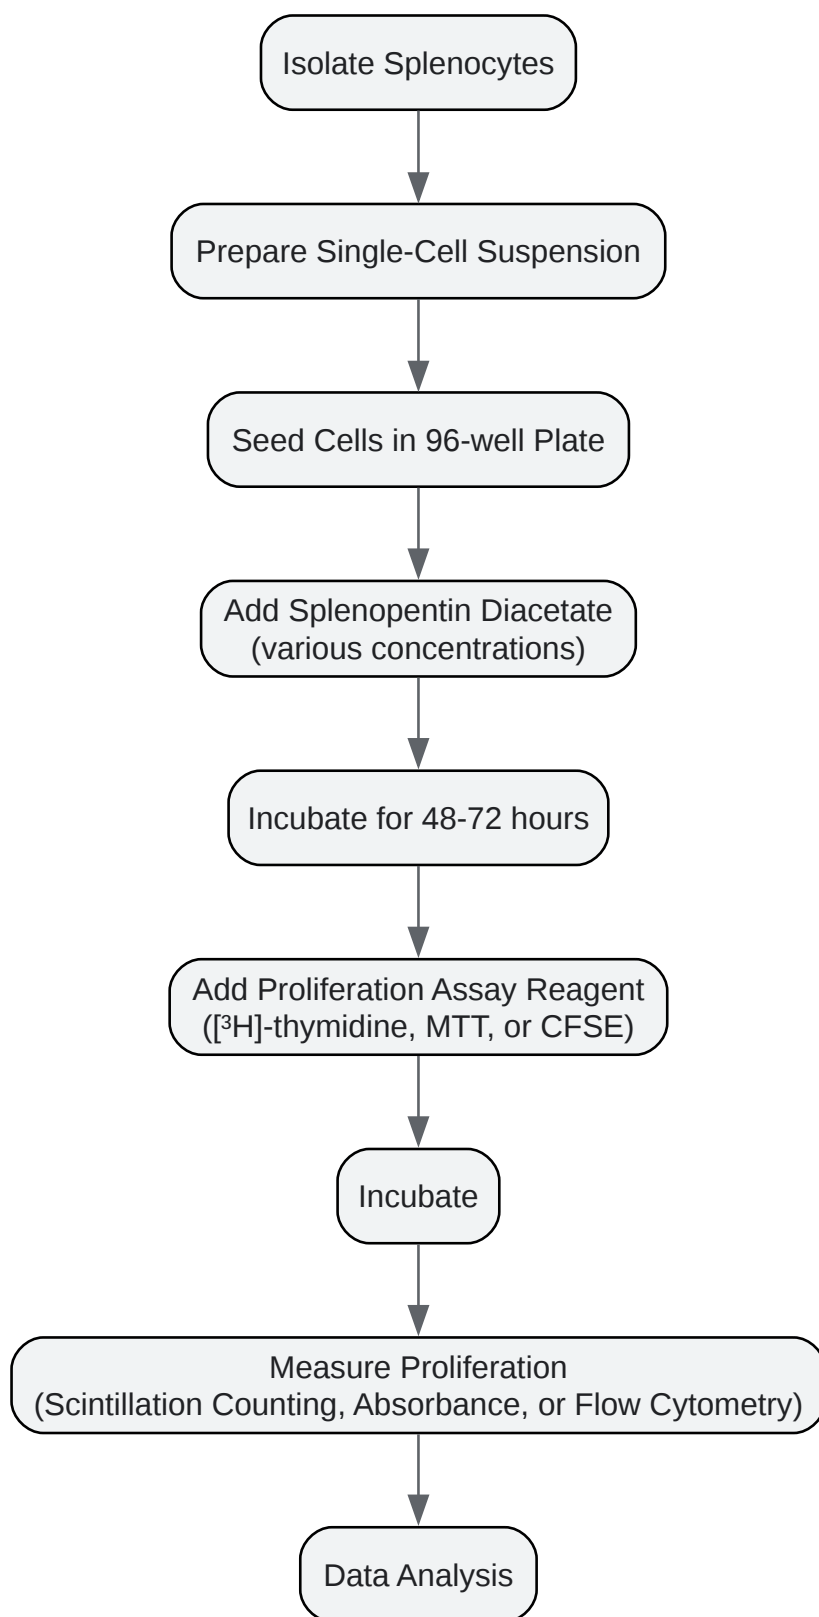 Isolate Splenocytes
Prepare Single-Cell Suspension
Seed Cells in 96-well Plate
Add Splenopentin Diacetate
(various concentrations)
Incubate for 48-72 hours
Add Proliferation Assay Reagent
([³H]-thymidine, MTT, or CFSE)
Incubate
Measure Proliferation
(Scintillation Counting, Absorbance, or Flow Cytometry)
Data Analysis